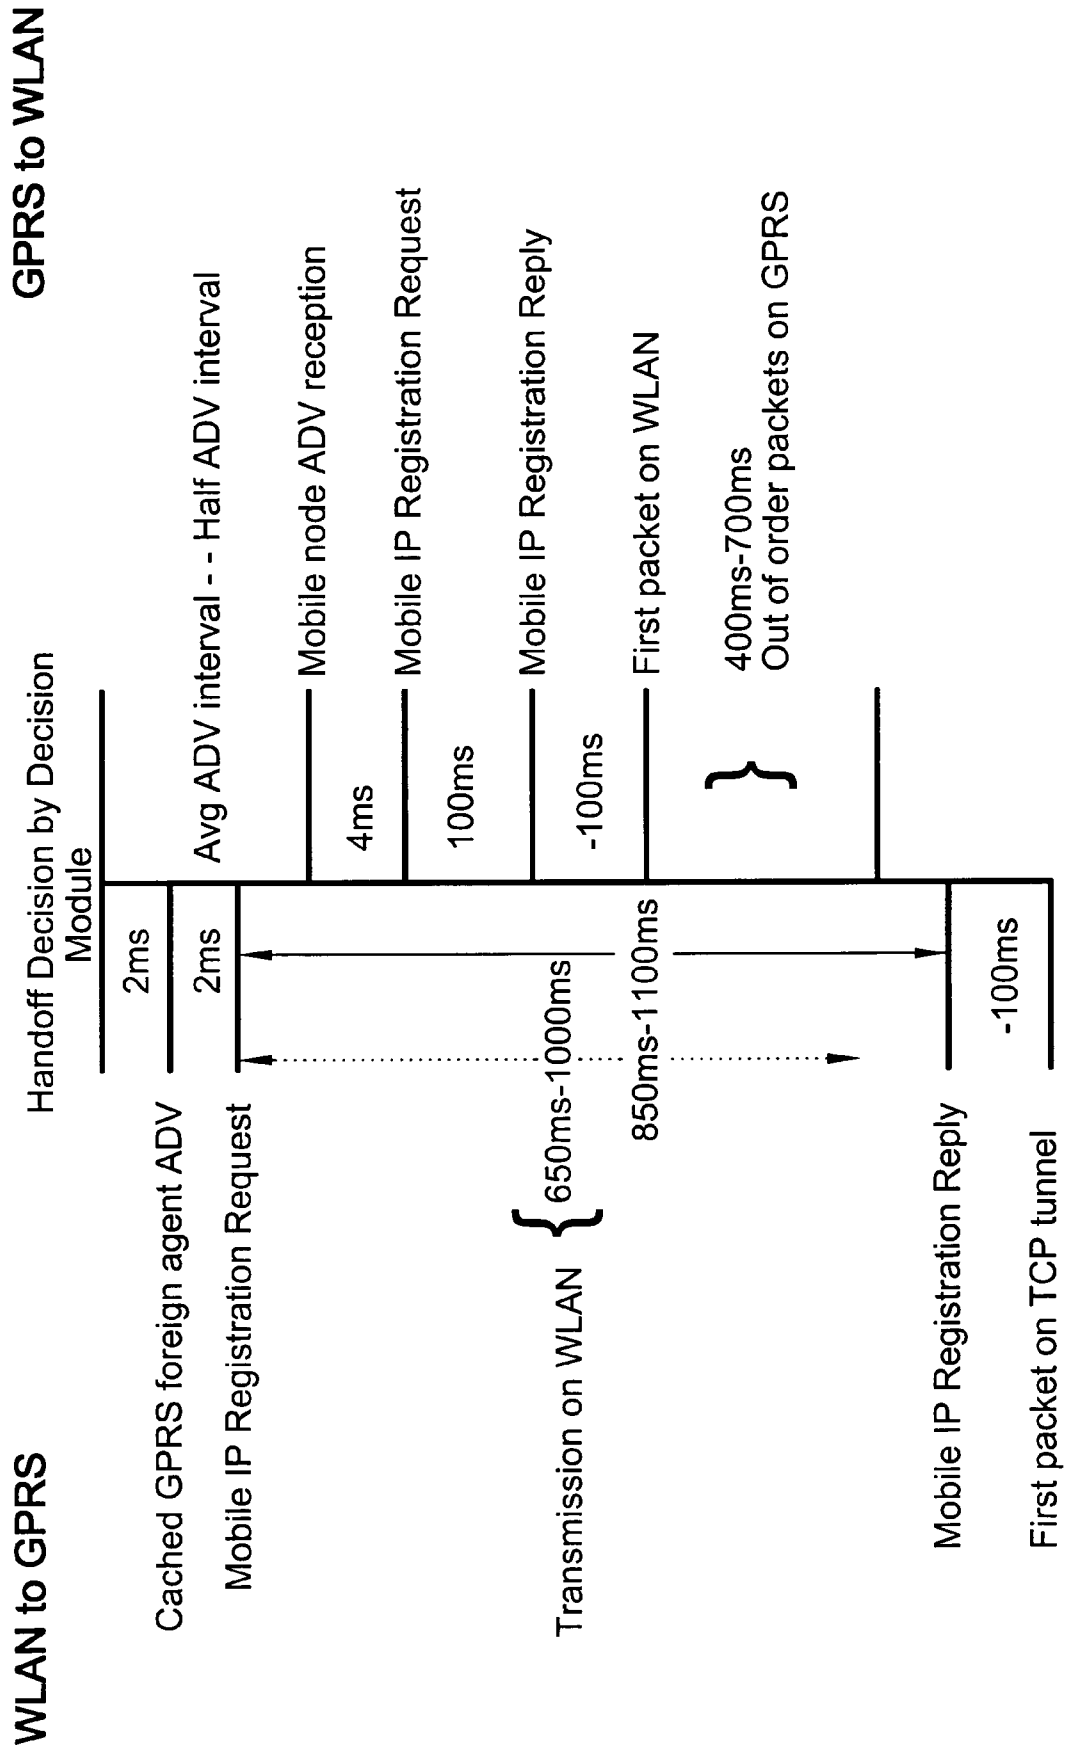 WLAN to GPRS
GPRS to WLAN
Handoff Decision by Decision
Module
2ms
Cached GPRS foreign agent ADV
2ms
Mobile IP Registration Request
Transmission on WLAN
650ms-1000ms
850ms-1100ms
Mobile IP Registration Reply
-100ms
First packet on TCP tunnel
Avg ADV interval - - Half ADV interval
Mobile node ADV reception
4ms
Mobile IP Registration Request
100ms
Mobile IP Registration Reply
-100ms
First packet on WLAN
400ms-700ms
Out of order packets on GPRS